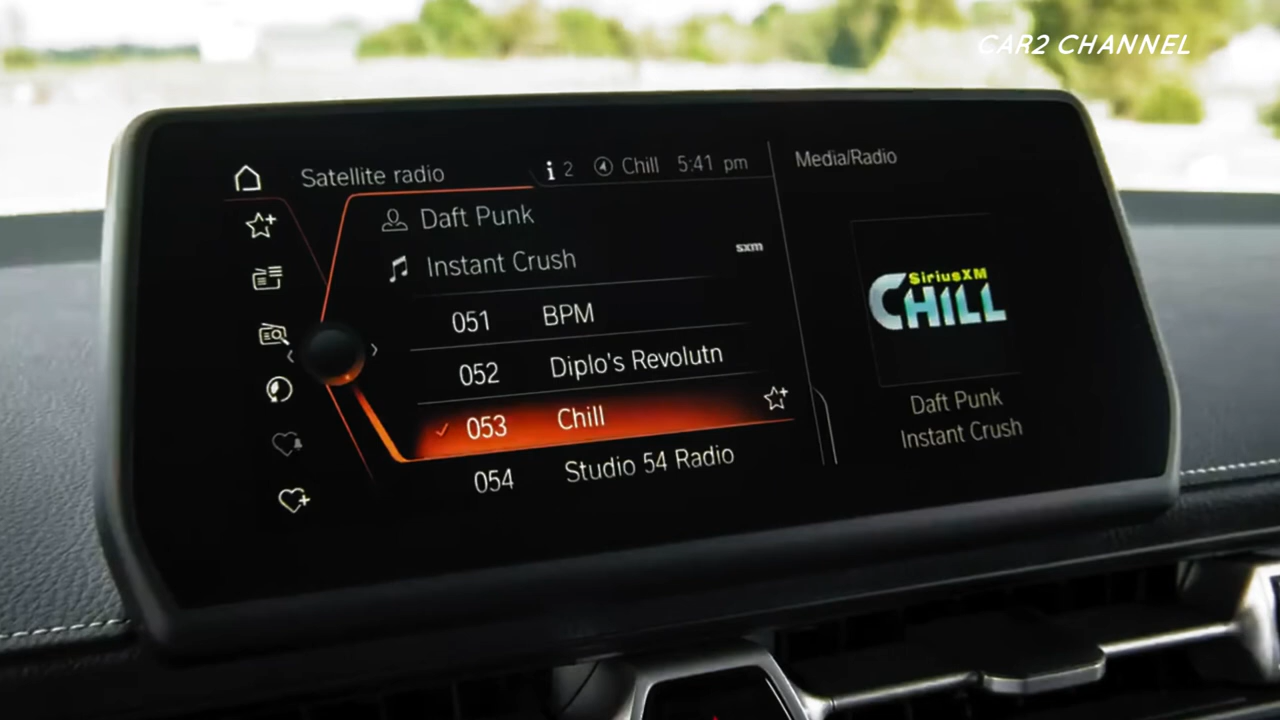 CAR2 CHANNEL
Satellite radio
i 2 Chill 5:41 pm
Media/Radio
Daft Punk
Instant Crush
sxm
051 BPM
052 Diplo's Revolutn
053 Chill
054 Studio 54 Radio
SiriusXM
CHILL
Daft Punk
Instant Crush